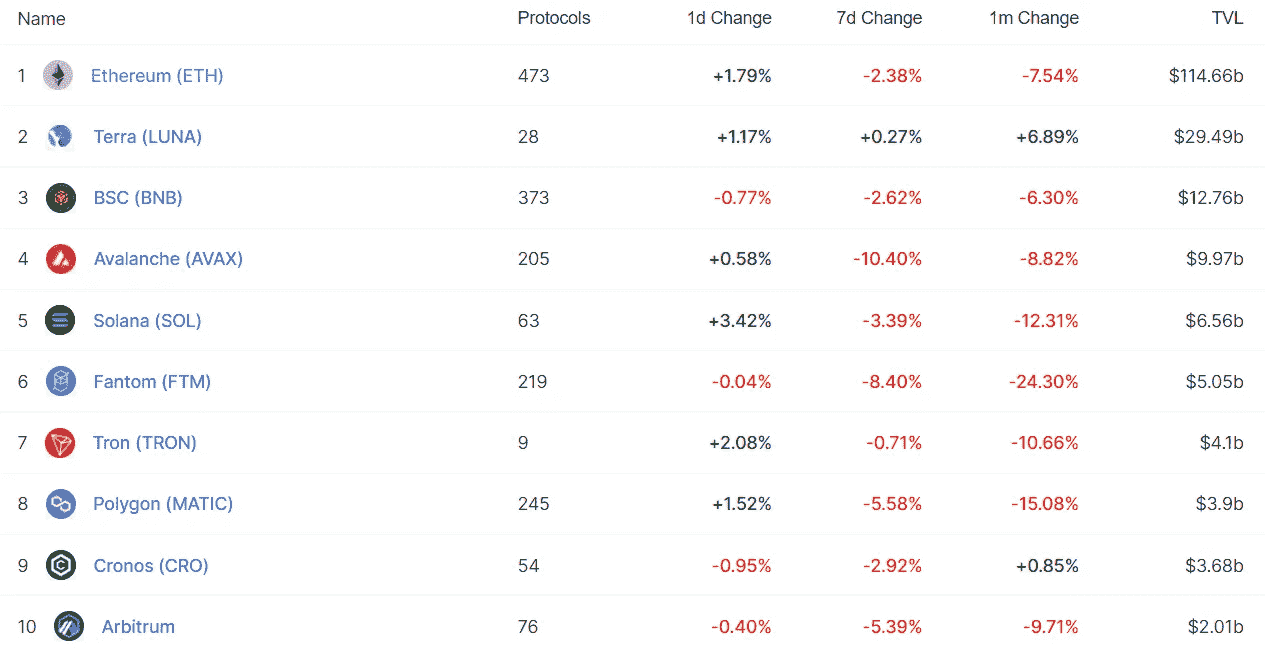 Name Protocols 1d Change 7d Change 1m Change TVL
1 Ethereum (ETH) 473 +1.79% -2.38% -7.54% $114.66b
2 Terra (LUNA) 28 +1.17% +0.27% +6.89% $29.49b
3 BSC (BNB) 373 -0.77% -2.62% -6.30% $12.76b
4 Avalanche (AVAX) 205 +0.58% -10.40% -8.82% $9.97b
5 Solana (SOL) 63 +3.42% -3.39% -12.31% $6.56b
6 Fantom (FTM) 219 -0.04% -8.40% -24.30% $5.05b
7 Tron (TRON) 9 +2.08% -0.71% -10.66% $4.1b
8 Polygon (MATIC) 245 +1.52% -5.58% -15.08% $3.9b
9 Cronos (CRO) 54 -0.95% -2.92% +0.85% $3.68b
10 Arbitrum 76 -0.40% -5.39% -9.71% $2.01b